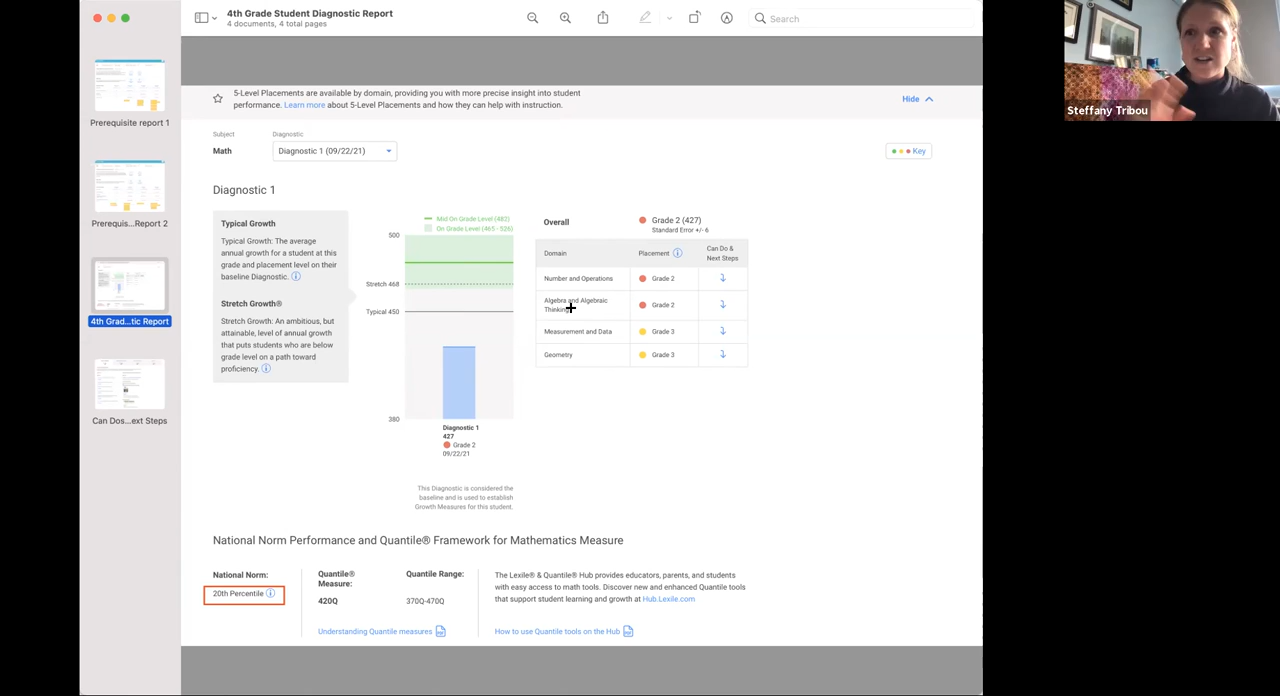 4th Grade Student Diagnostic Report
4 documents, 4 total pages
Search
Prerequisite report 1
Prerequis...Report 2
4th Grad...tic Report
Can Dos...ext Steps
5-Level Placements are available by domain, providing you with more precise insight into student
performance. Learn more about 5-Level Placements and how they can help with instruction.
Hide
Subject
Math
Diagnostic
Diagnostic 1 (09/22/21)
Key
Diagnostic 1
Typical Growth
Typical Growth: The average
annual growth for a student at this
grade and placement level on their
baseline Diagnostic.
Stretch Growth®
Stretch Growth: An ambitious, but
attainable, level of annual growth
that puts students who are below
grade level on a path toward
proficiency.
Mid On Grade Level (482)
On Grade Level (465 - 526)
500
Stretch 468
Typical 450
380
Diagnostic 1
427
Grade 2
09/22/21
This Diagnostic is considered the
baseline and is used to establish
Growth Measures for this student.
Overall
Grade 2 (427)
Standard Error +/- 6
Domain
Placement
Can Do &
Next Steps
Number and Operations
Grade 2
Algebra and Algebraic
Thinking
Grade 2
Measurement and Data
Grade 3
Geometry
Grade 3
National Norm Performance and Quantile® Framework for Mathematics Measure
National Norm:
20th Percentile
Quantile®
Measure:
420Q
Quantile Range:
370Q-470Q
Understanding Quantile measures
The Lexile® & Quantile® Hub provides educators, parents, and students
with easy access to math tools. Discover new and enhanced Quantile tools
that support student learning and growth at Hub.Lexile.com
How to use Quantile tools on the Hub
Steffany Tribou